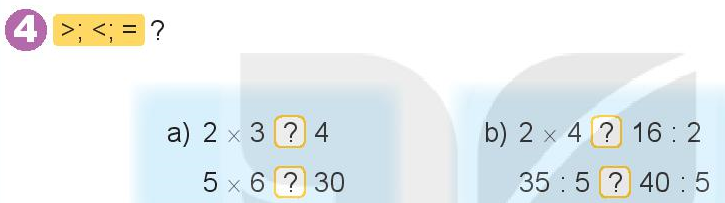 4 >; <; = ?
a) 2 × 3 ? 4
5 × 6 ? 30
b) 2 × 4 ? 16 : 2
35 : 5 ? 40 : 5